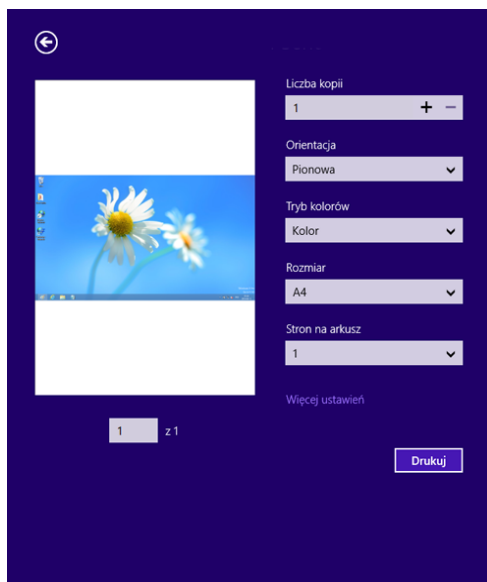 Liczba kopii
1
Orientacja
Pionowa
Tryb kolorów
Kolor
Rozmiar
A4
Stron na arkusz
1
Więcej ustawień
1 z 1
Drukuj